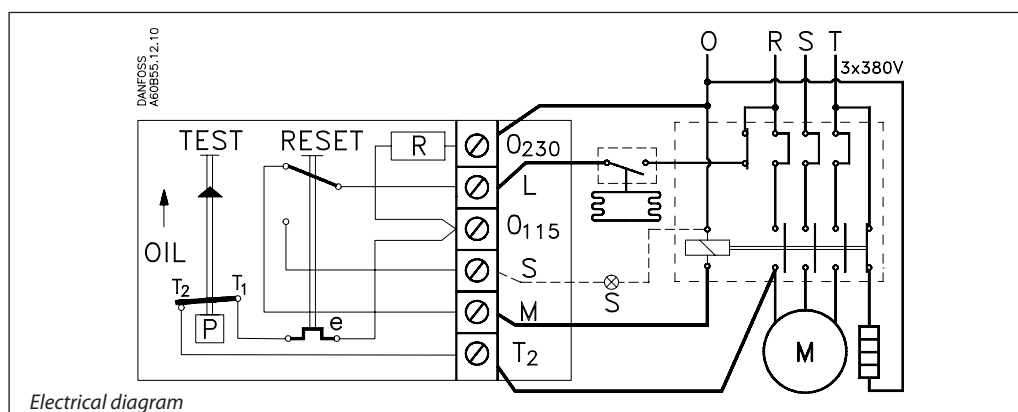 DANFOSS
A60B55.12.10
O R S T
3x380V
TEST RESET
R
O230
L
O115
OIL
S
S
T2 T1
M
P
e
T2
M
Electrical diagram